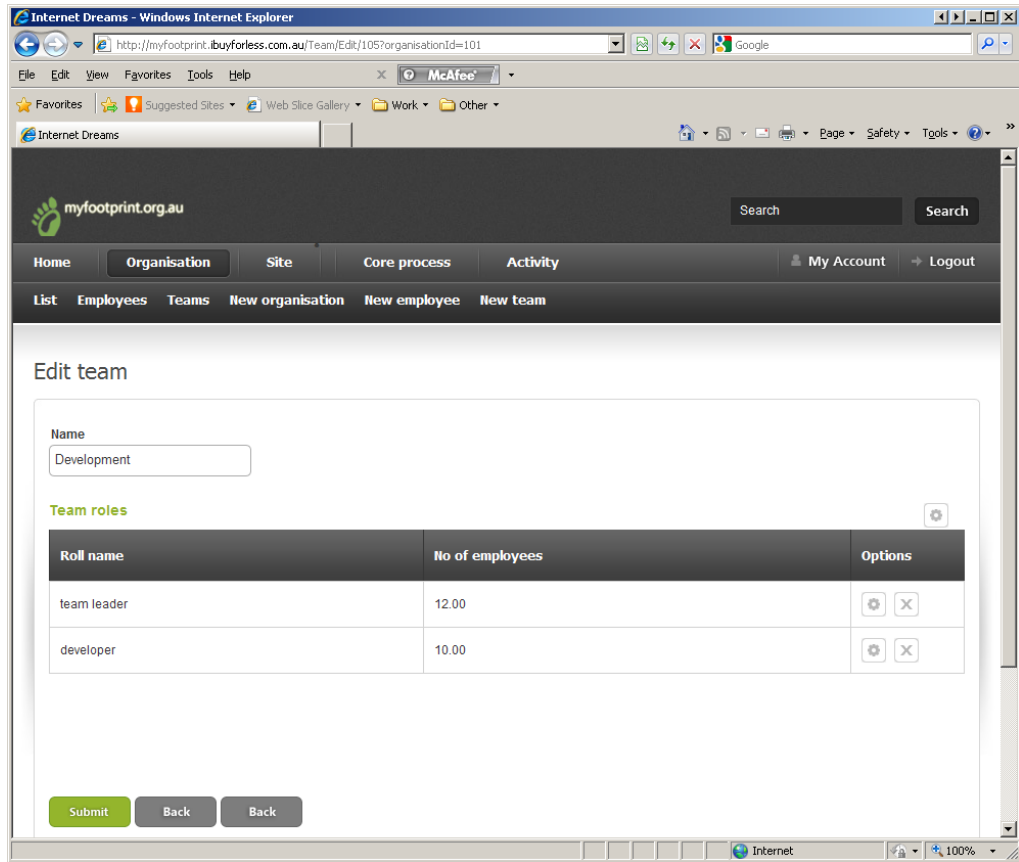 Internet Dreams - Windows Internet Explorer
http://myfootprint.ibuyforless.com.au/Team/Edit/105?organisationId=101
Google
File Edit View Favorites Tools Help
x McAfee
Favorites Suggested Sites Web Slice Gallery Work Other
Internet Dreams
Page Safety Tools »
myfootprint.org.au
Search Search
Home Organisation Site Core process Activity My Account Logout
List Employees Teams New organisation New employee New team
Edit team
Name
Development
Team roles
Roll name No of employees Options
team leader 12.00
developer 10.00
Submit Back Back
Internet 100%